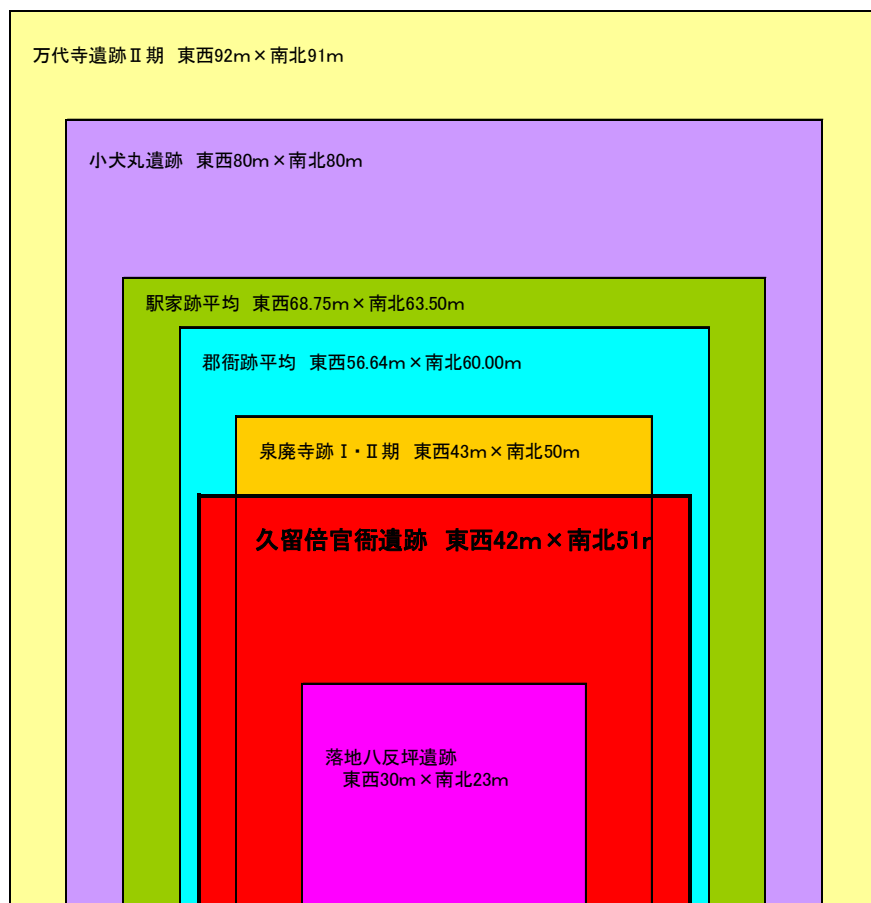 万代寺遺跡Ⅱ期　東西92ｍ×南北91ｍ
小犬丸遺跡　東西80ｍ×南北80ｍ
駅家跡平均　東西68.75ｍ×南北63.50ｍ
郡衙跡平均　東西56.64ｍ×南北60.00ｍ
泉廃寺跡Ⅰ・Ⅱ期　東西43ｍ×南北50ｍ
久留倍官衙遺跡　東西42ｍ×南北51
落地八反坪遺跡
東西30ｍ×南北23ｍ